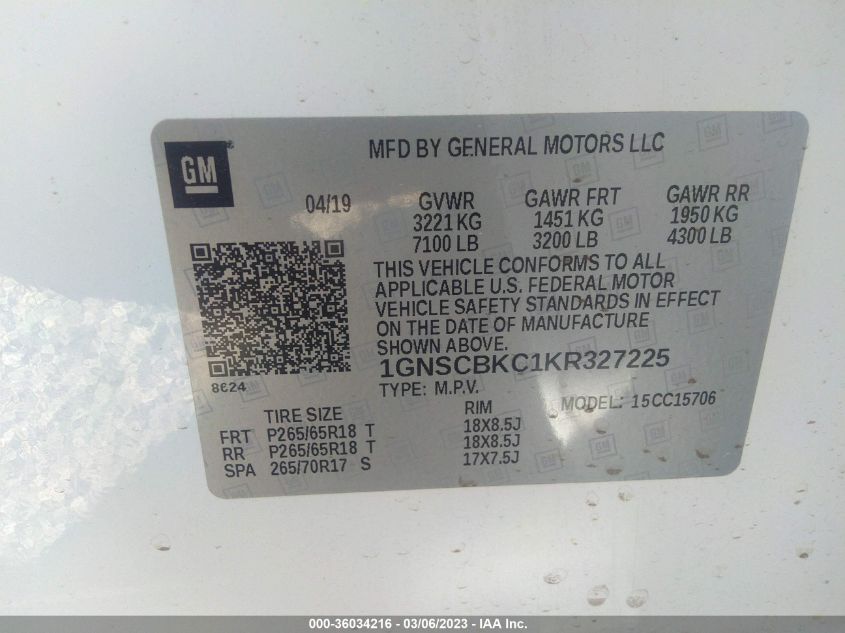 GM
MFD BY GENERAL MOTORS LLC
04/19 GVWR GAWR FRT GAWR RR
3221 KG 1451 KG 1950 KG
7100 LB 3200 LB 4300 LB
THIS VEHICLE CONFORMS TO ALL
APPLICABLE U.S. FEDERAL MOTOR
VEHICLE SAFETY STANDARDS IN EFFECT
ON THE DATE OF MANUFACTURE
SHOWN ABOVE.
1GNSCBKC1KR327225
8624
TYPE: M.P.V. MODEL: 15CC15706
TIRE SIZE RIM
FRT P265/65R18 T 18X8.5J
RR P265/65R18 T 18X8.5J
SPA 265/70R17 S 17X7.5J
000-36034216 - 03/06/2023 - IAA Inc.